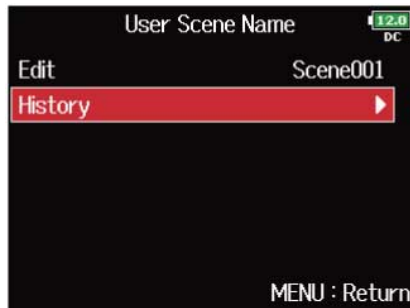 User Scene Name
12.0
DC
Edit Scene001
History
MENU : Return